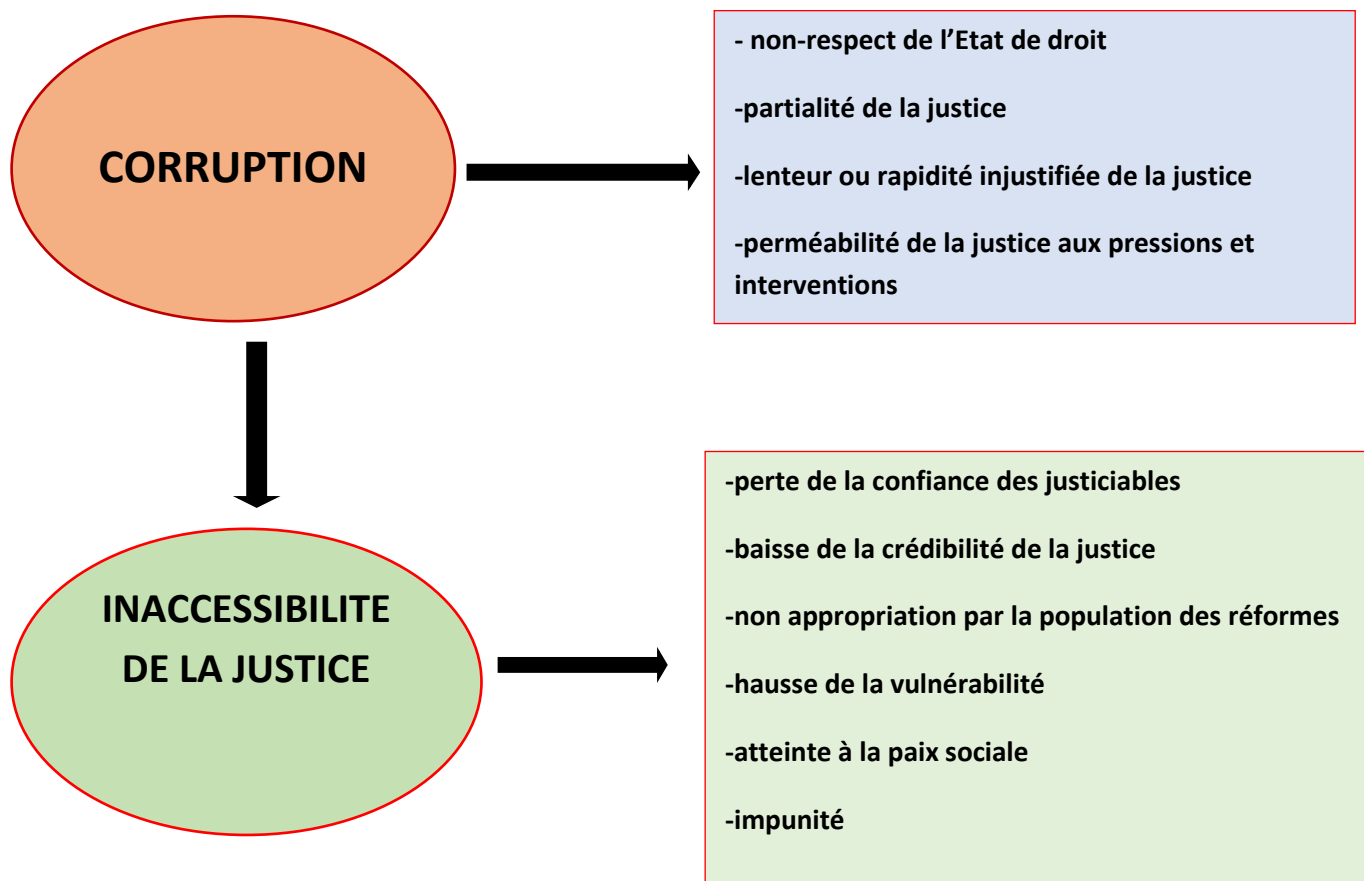 CORRUPTION
- non-respect de l’Etat de droit
-partialité de la justice
-lenteur ou rapidité injustifiée de la justice
-perméabilité de la justice aux pressions et
interventions
INACCESSIBILITE
DE LA JUSTICE
-perte de la confiance des justiciables
-baisse de la crédibilité de la justice
-non appropriation par la population des réformes
-hausse de la vulnérabilité
-atteinte à la paix sociale
-impunité